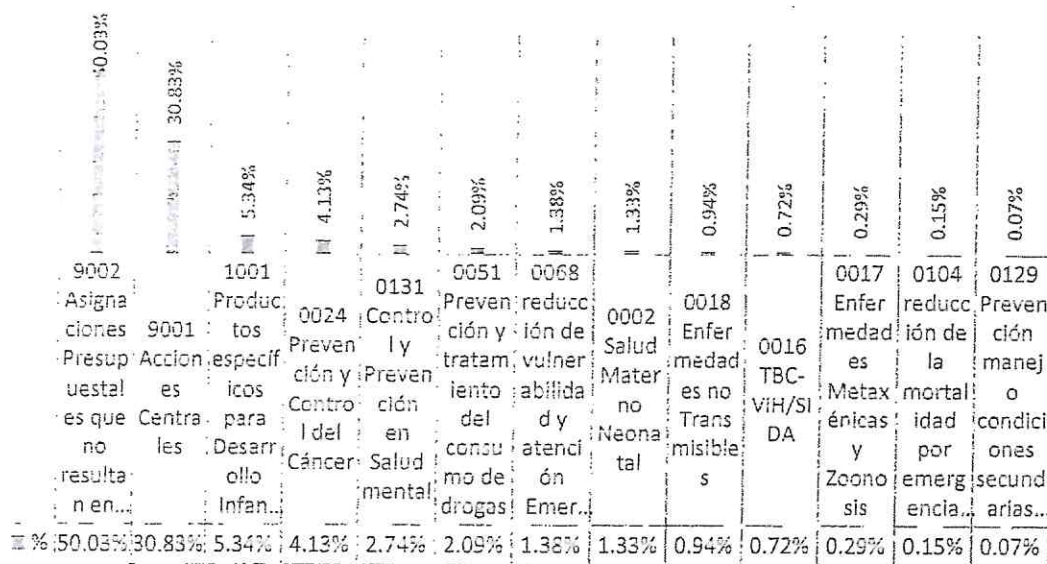 50.03%
30.83%
5.34%
4.13%
2.74%
2.09%
1.38%
1.33%
0.94%
0.72%
0.29%
0.15%
0.07%
9002
Asigna
ciones
Presup
uestal
es que
no
resulta
n en...
9001
Accion
es
Centra
les
1001
Produc
tos
específ
icos
para
Desarr
ollo
Infan...
0024
Preven
ción y
Contro
l del
Cáncer
0131
Contro
l y
Preven
ción
en
Salud
mental
0051
Preven
ción y
tratam
iento
del
consu
mo de
drogas
0068
reducc
ión de
vulner
abilida
d y
atenci
ón
Emer...
0002
Salud
Mater
no
Neona
tal
0018
Enfer
medad
es no
Trans
misible
s
0016
TBC-
VIH/SI
DA
0017
Enfer
medad
es
Metax
énicas
y
Zoono
sis
0104
reducc
ión de
la
mortal
idad
por
emerg
encia...
0129
Preven
ción
manej
o
condici
ones
secund
arias...
% 50.03% 30.83% 5.34% 4.13% 2.74% 2.09% 1.38% 1.33% 0.94% 0.72% 0.29% 0.15% 0.07%